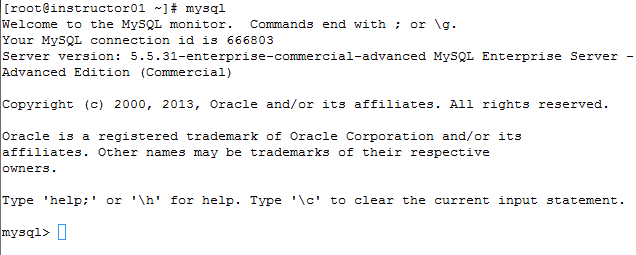 [root@instructor01 ~]# mysql
Welcome to the MySQL monitor.  Commands end with ; or \g.
Your MySQL connection id is 666803
Server version: 5.5.31-enterprise-commercial-advanced MySQL Enterprise Server -
Advanced Edition (Commercial)
Copyright (c) 2000, 2013, Oracle and/or its affiliates. All rights reserved.
Oracle is a registered trademark of Oracle Corporation and/or its
affiliates. Other names may be trademarks of their respective
owners.
Type 'help;' or '\h' for help. Type '\c' to clear the current input statement.
mysql>